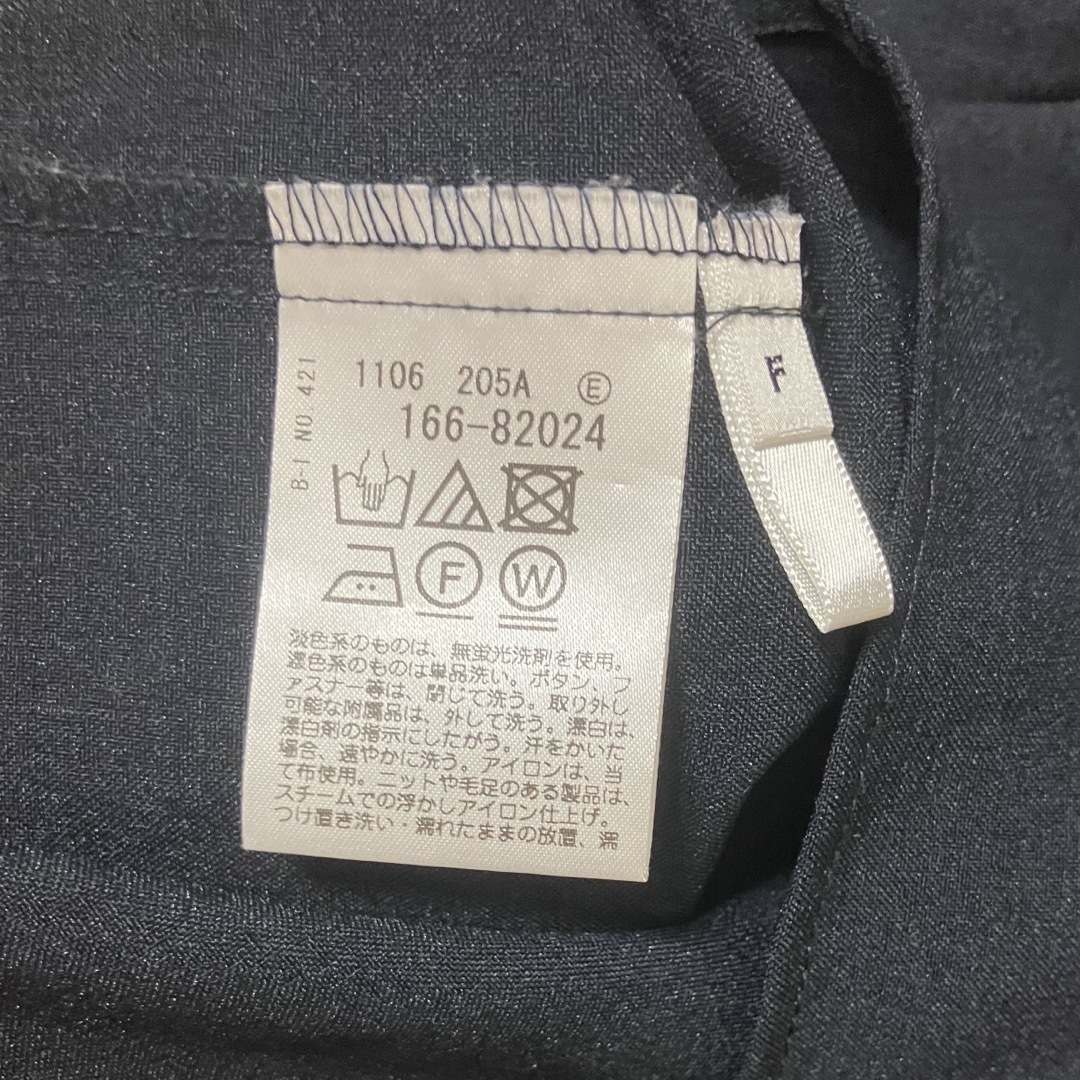 B-1 NO. 421
1106 205A Ⓔ
166-82024
F
W
淡色系のものは、無蛍光洗剤を使用。
濃色系のものは単品洗い。ボタン、フ
ァスナー等は、閉じて洗う。取り外し
可能な附属品は、外して洗う。漂白は、
漂白剤の指示にしたがう。汗をかいた
場合、速やかに洗う。アイロンは、当
て布使用。ニットや毛足のある製品は、
スチームでの浮かしアイロン仕上げ。
つけ置き洗い・濡れたままの放置、濡
F